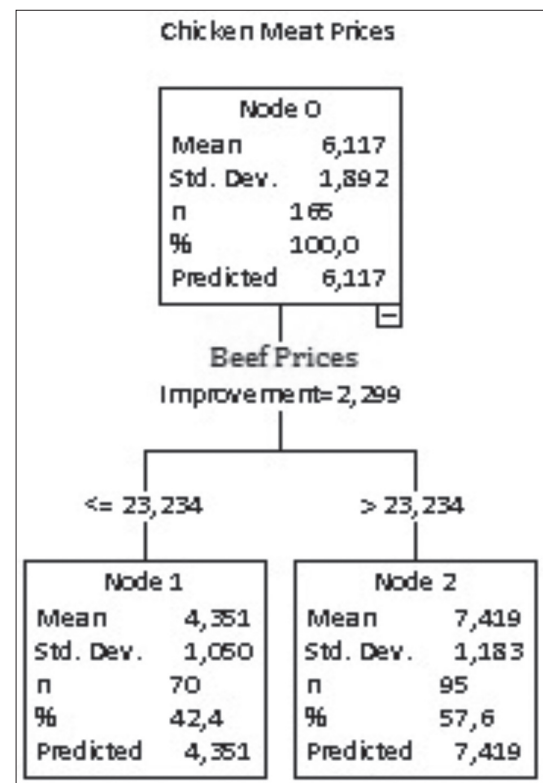 Chicken Meat Prices
Node 0
Mean 6,117
Std. Dev. 1,892
n 165
% 100,0
Predicted 6,117
Beef Prices
Improvement=2,299
<= 23,234
> 23,234
Node 1
Mean 4,351
Std. Dev. 1,050
n 70
% 42,4
Predicted 4,351
Node 2
Mean 7,419
Std. Dev. 1,183
n 95
% 57,6
Predicted 7,419